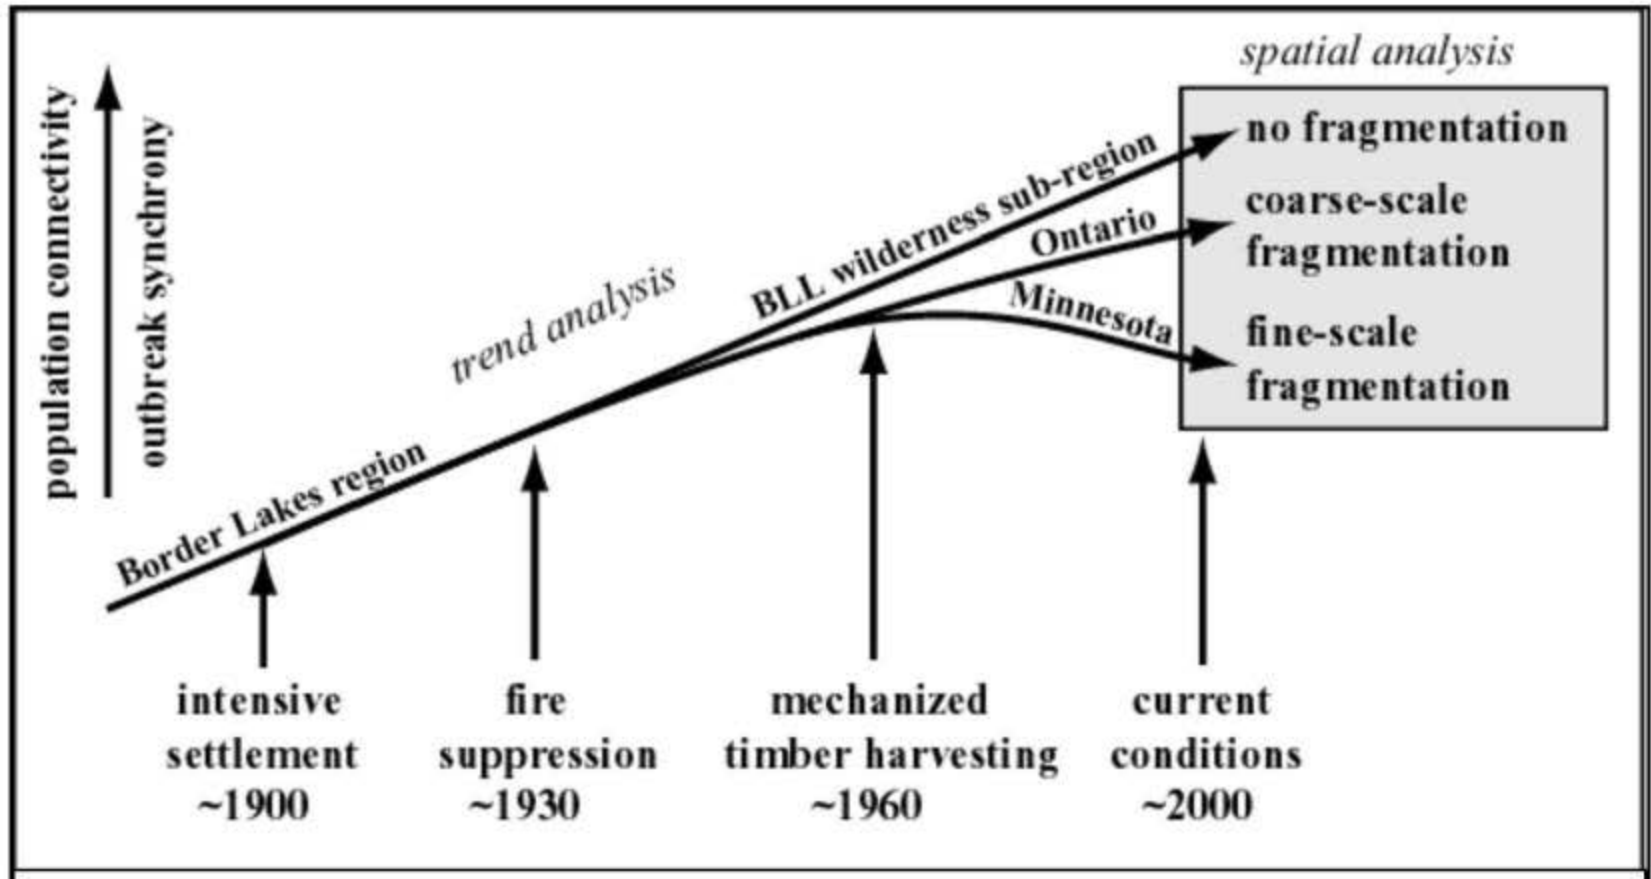 spatial analysis
population connectivity
outbreak synchrony
no fragmentation
coarse-scale
fragmentation
fine-scale
fragmentation
BLL wilderness sub-region
Ontario
Minnesota
trend analysis
Border Lakes region
intensive
settlement
~1900
fire
suppression
~1930
mechanized
timber harvesting
~1960
current
conditions
~2000